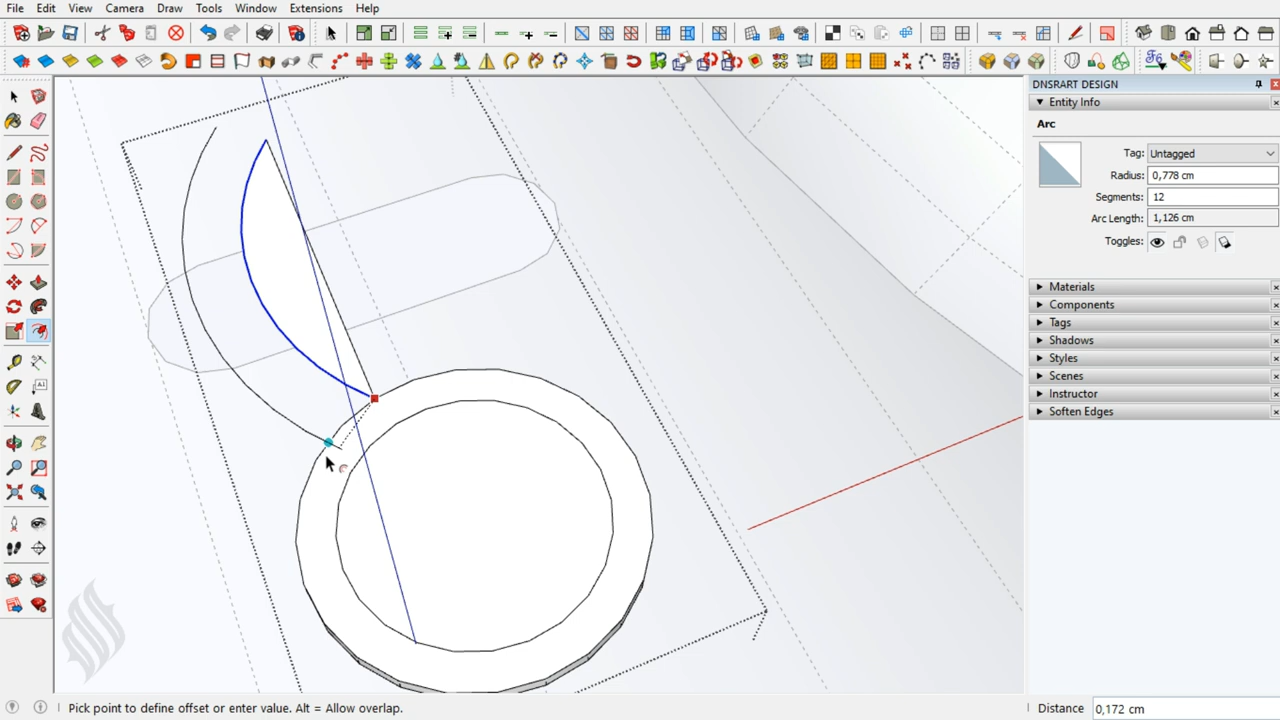 File Edit View Camera Draw Tools Window Extensions Help
DNSRART DESIGN
Entity Info
Arc
Tag: Untagged
Radius: 0,778 cm
Segments: 12
Arc Length: 1,126 cm
Toggles:
Materials
Components
Tags
Shadows
Styles
Scenes
Instructor
Soften Edges
Pick point to define offset or enter value. Alt = Allow overlap.
Distance 0,172 cm